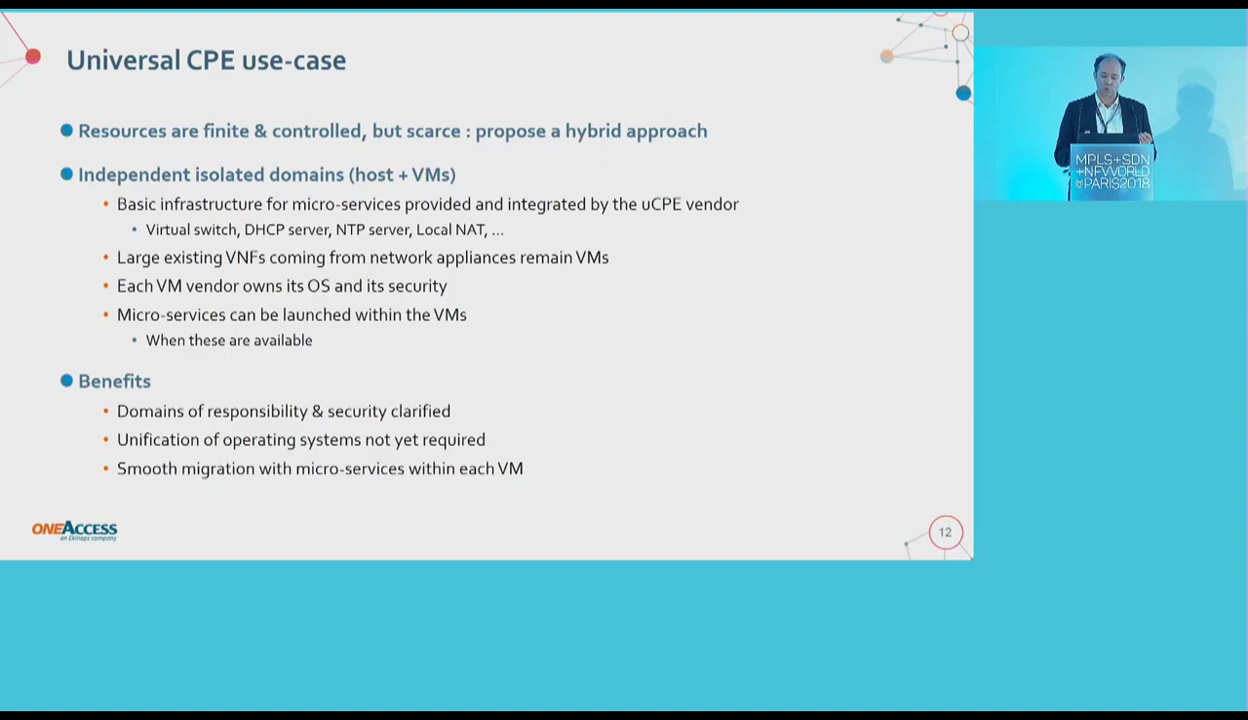 Universal CPE use-case
Resources are finite & controlled, but scarce : propose a hybrid approach
Independent isolated domains (host + VMs)
Basic infrastructure for micro-services provided and integrated by the uCPE vendor
Virtual switch, DHCP server, NTP server, Local NAT, ...
Large existing VNFs coming from network appliances remain VMs
Each VM vendor owns its OS and its security
Micro-services can be launched within the VMs
When these are available
Benefits
Domains of responsibility & security clarified
Unification of operating systems not yet required
Smooth migration with micro-services within each VM
ONEACCESS
an Ekinops company
12
MPLS+SDN
+NFVWORLD
@PARIS2018